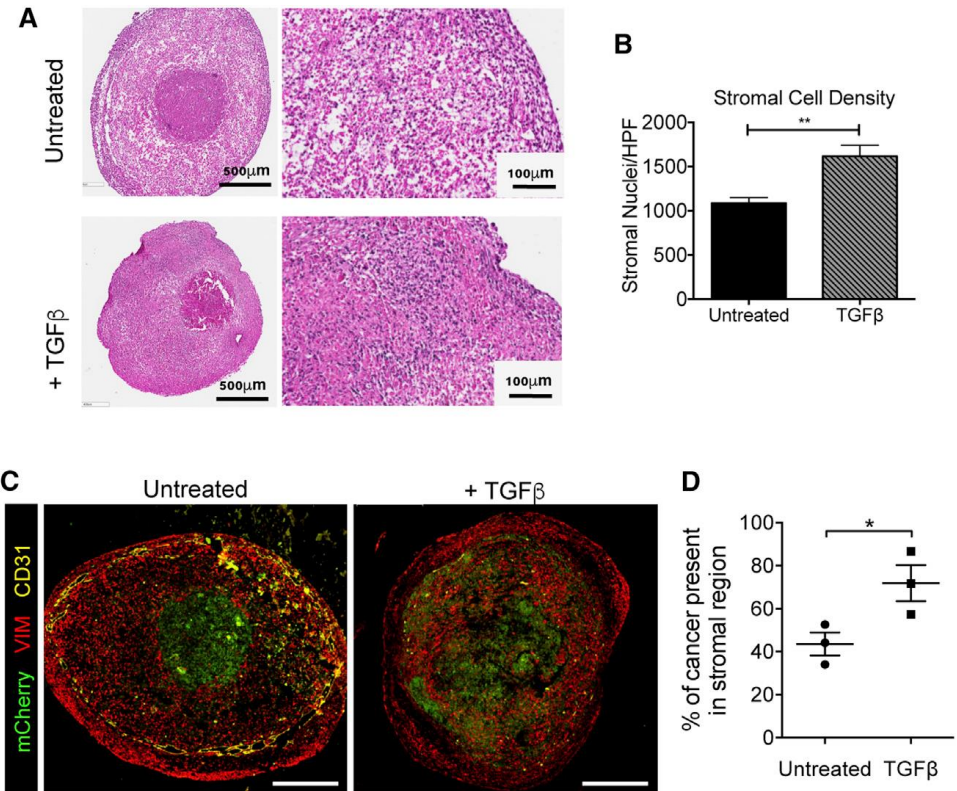 A
Untreated
500μm
100μm
+ TGFβ
500μm
100μm
B
Stromal Cell Density
**
Stromal Nuclei/HPF
2000
1500
1000
500
0
Untreated
TGFβ
C
Untreated
+ TGFβ
mCherry VIM CD31
D
*
% of cancer present
in stromal region
100
80
60
40
20
0
Untreated
TGFβ